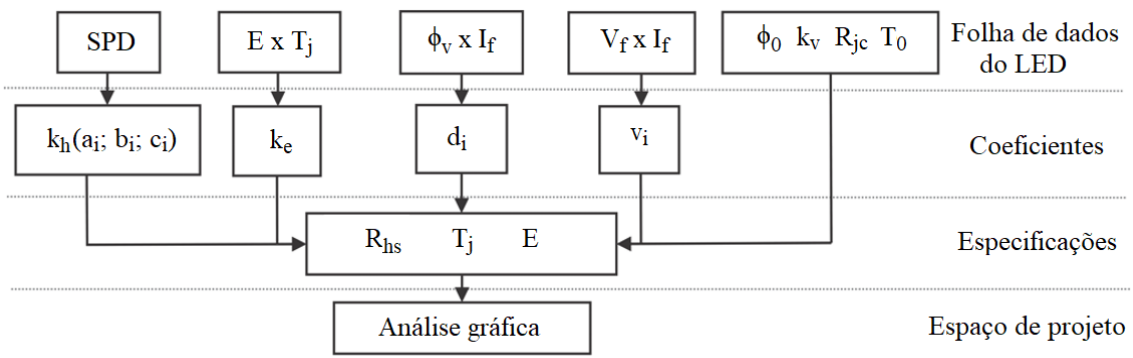 SPD
E x Tj
ϕv x If
Vf x If
ϕ0 kv Rjc T0
Folha de dados
do LED
kh(ai; bi; ci)
ke
di
vi
Coeficientes
Rhs Tj E
Especificações
Análise gráfica
Espaço de projeto